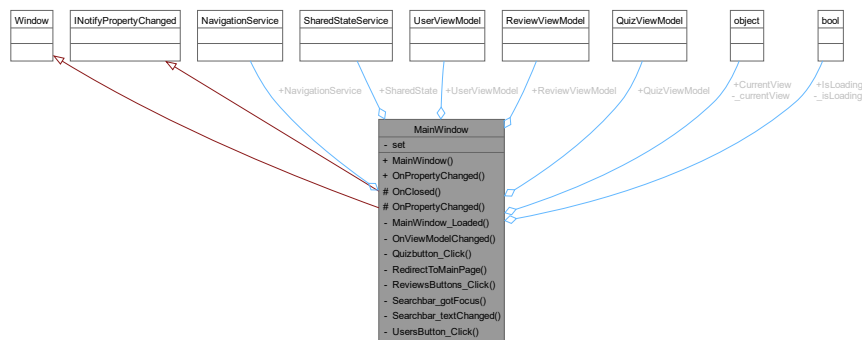 Window
INotifyPropertyChanged
NavigationService
SharedStateService
UserViewModel
ReviewViewModel
QuizViewModel
object
bool
+NavigationService
+SharedState
+UserViewModel
+ReviewViewModel
+QuizViewModel
+CurrentView
-_currentView
+IsLoading
-_isLoading
MainWindow
- set
+ MainWindow()
+ OnPropertyChanged()
# OnClosed()
# OnPropertyChanged()
- MainWindow_Loaded()
- OnViewModelChanged()
- Quizbutton_Click()
- RedirectToMainPage()
- ReviewsButtons_Click()
- Searchbar_gotFocus()
- Searchbar_textChanged()
- UsersButton_Click()